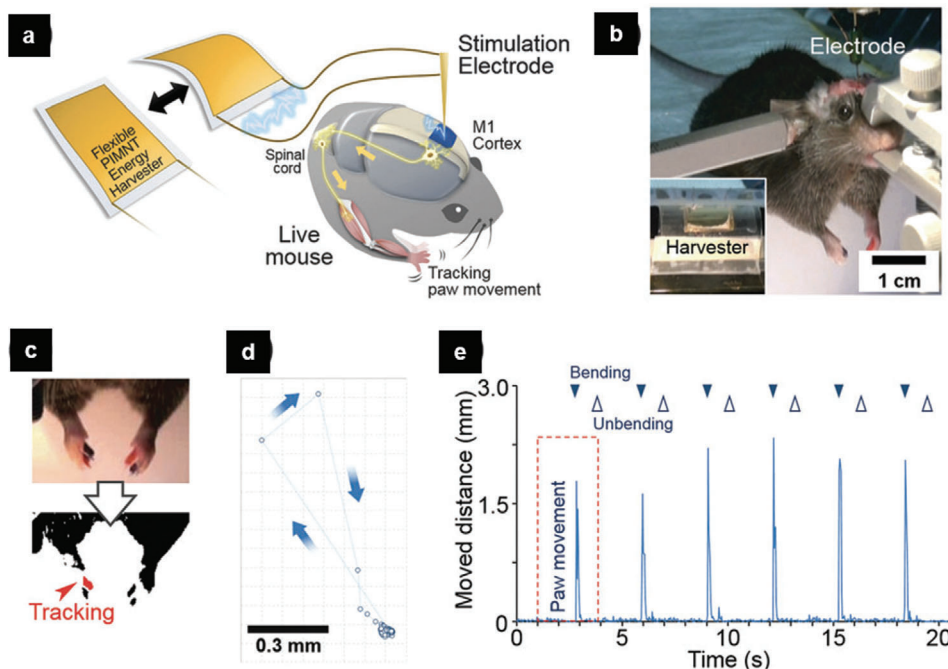 a
Flexible
PIMNT
Energy
Harvester
Stimulation
Electrode
M1
Cortex
Spinal
cord
Live
mouse
Tracking
paw movement
b
Electrode
Harvester
1 cm
c
Tracking
d
0.3 mm
e
Moved distance (mm)
3.0
1.5
0
Bending
Unbending
Paw movement
0
5
10
15
20
Time (s)